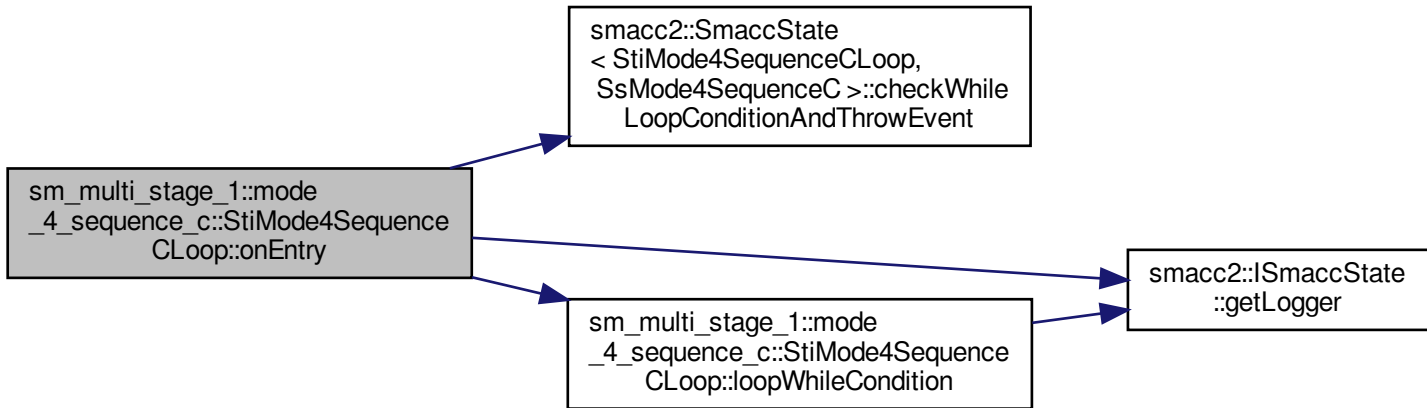 smacc2::SmaccState
< StiMode4SequenceCLoop,
SsMode4SequenceC >::checkWhile
LoopConditionAndThrowEvent
sm_multi_stage_1::mode
_4_sequence_c::StiMode4Sequence
CLoop::onEntry
smacc2::ISmaccState
::getLogger
sm_multi_stage_1::mode
_4_sequence_c::StiMode4Sequence
CLoop::loopWhileCondition